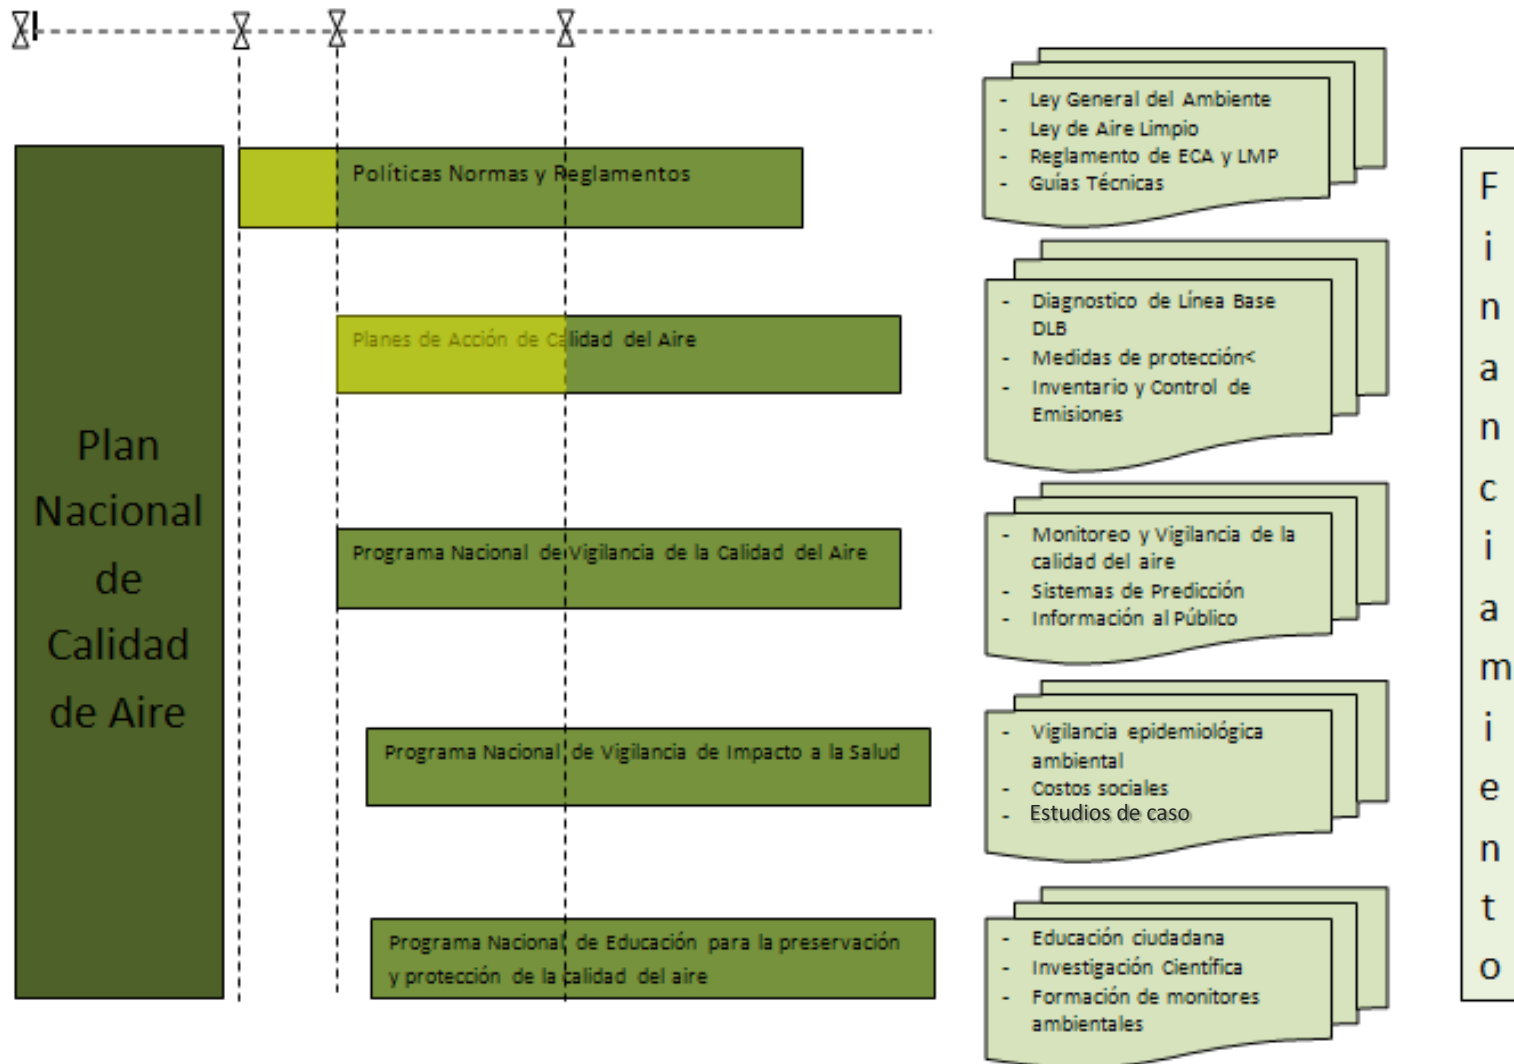 Plan
Nacional
de
Calidad
de Aire
Políticas Normas y Reglamentos
- Ley General del Ambiente
- Ley de Aire Limpio
- Reglamento de ECA y LMP
- Guías Técnicas
Planes de Acción de Calidad del Aire
- Diagnostico de Línea Base
DLB
- Medidas de protección<
- Inventario y Control de
Emisiones
Programa Nacional de Vigilancia de la Calidad del Aire
- Monitoreo y Vigilancia de la
calidad del aire
- Sistemas de Predicción
- Información al Público
Programa Nacional de Vigilancia de Impacto a la Salud
- Vigilancia epidemiológica
ambiental
- Costos sociales
- Estudios de caso
Programa Nacional de Educación para la preservación
y protección de la calidad del aire
- Educación ciudadana
- Investigación Científica
- Formación de monitores
ambientales
F
i
n
a
n
c
i
a
m
i
e
n
t
o